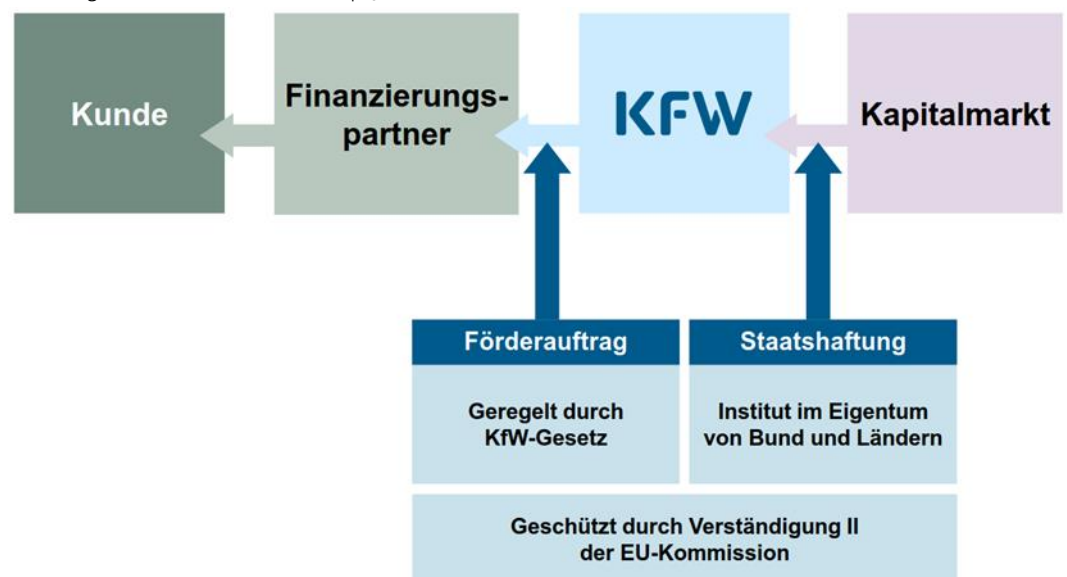 Kunde
Finanzierungs-
partner
KFW
Kapitalmarkt
Förderauftrag
Geregelt durch
KfW-Gesetz
Staatshaftung
Institut im Eigentum
von Bund und Ländern
Geschützt durch Verständigung II
der EU-Kommission